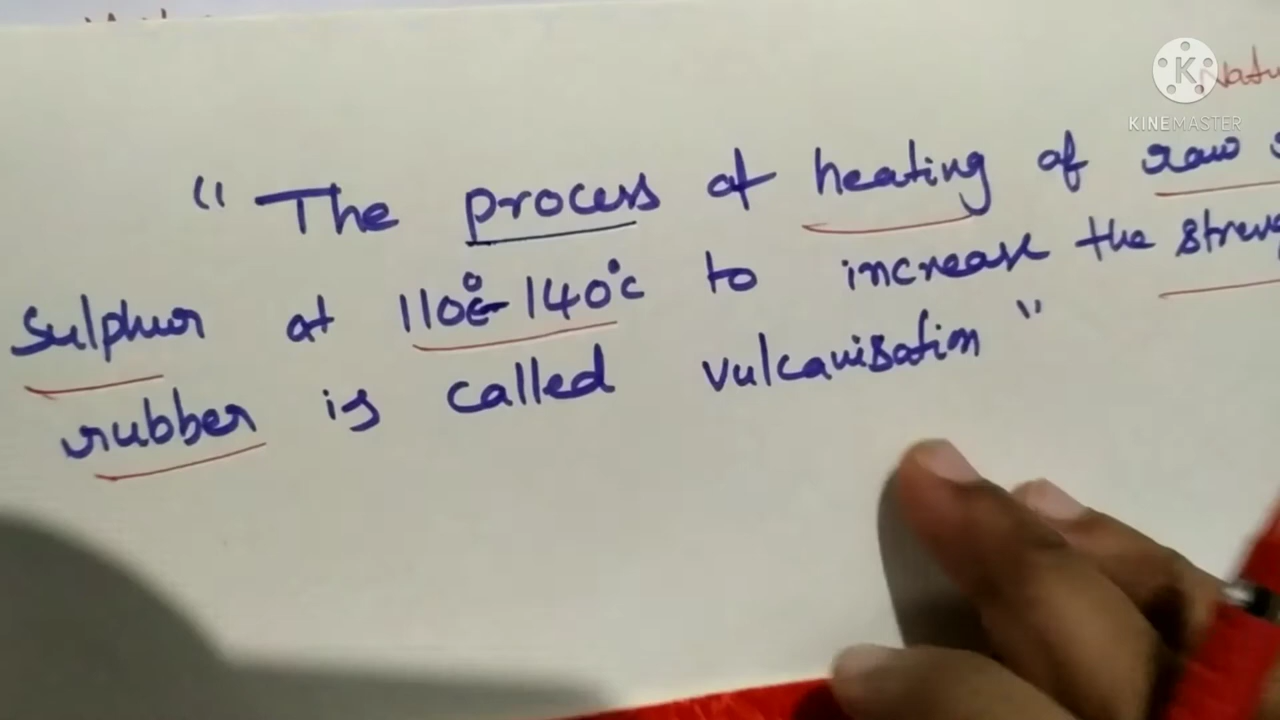 KINEMASTER
" The process of heating of raw
Sulphur at 110°C-140°C to increase the
rubber is called vulcanisation "